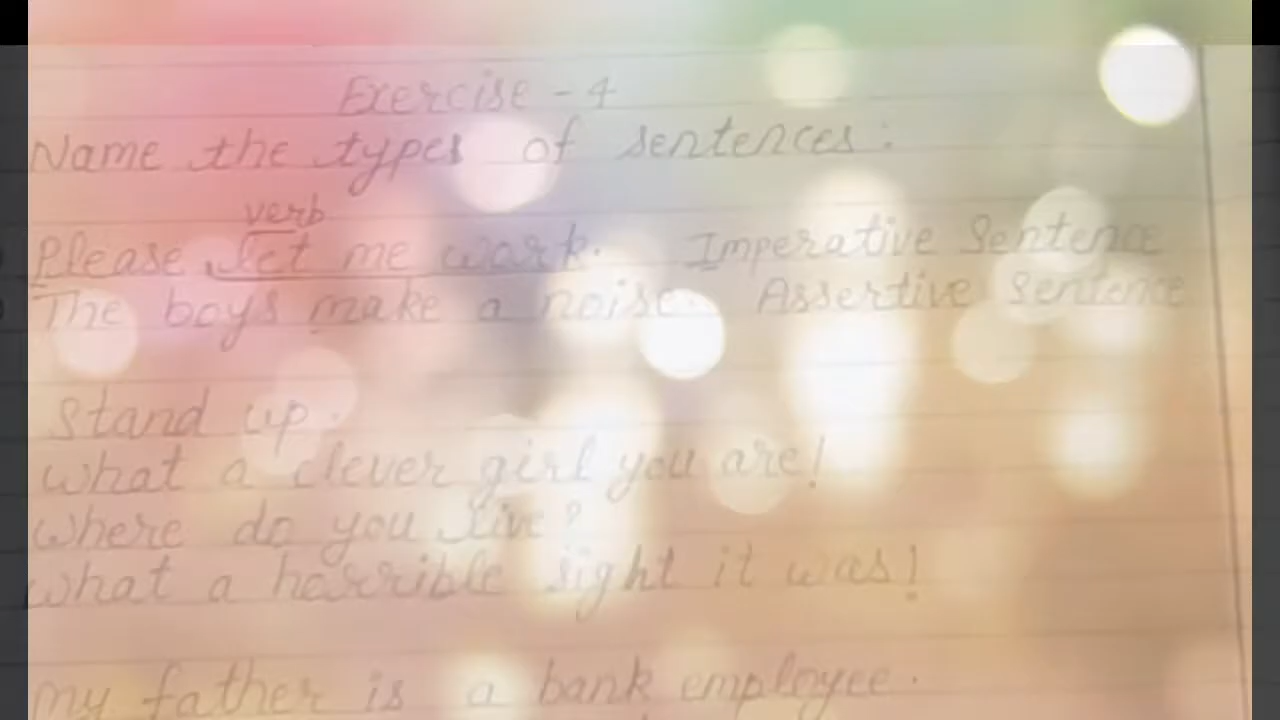 Exercise - 4
Name the types of sentences :
verb
Please let me work. Imperative Sentence
The boys make a noise. Assertive Sentence
Stand up.
What a clever girl you are!
Where do you live?
What a horrible sight it was!
My father is a bank employee.